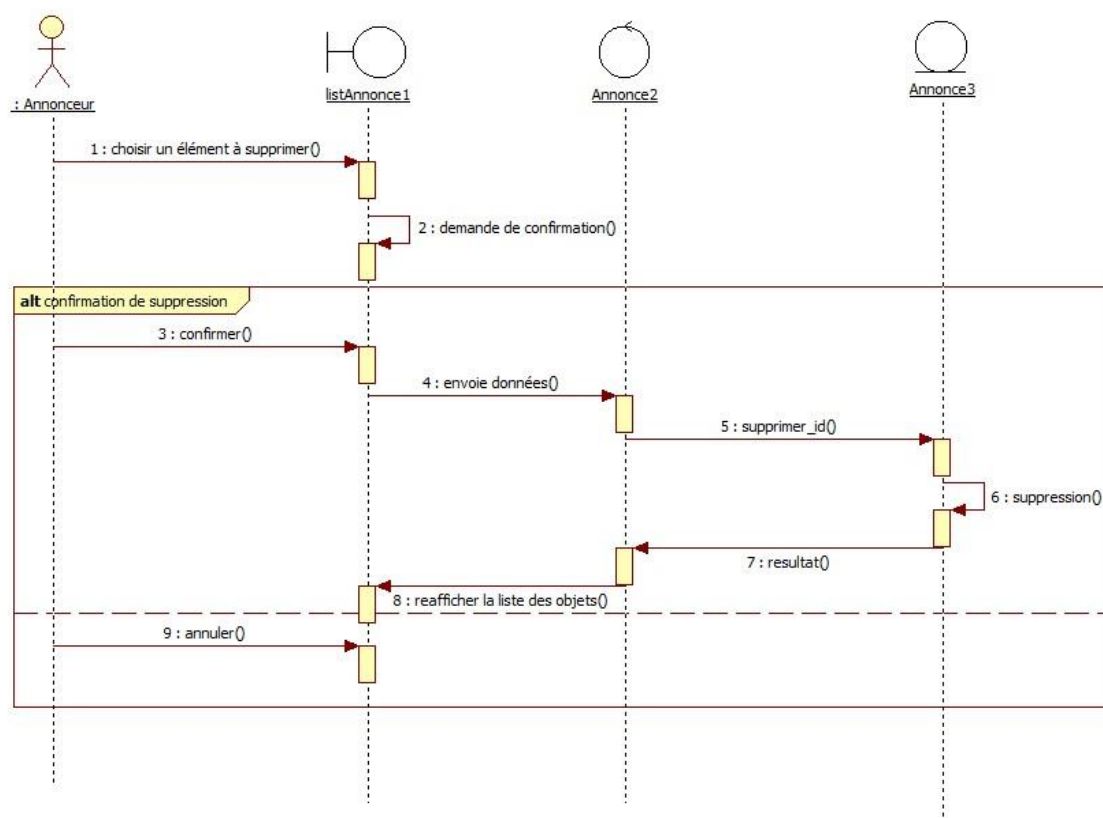 : Annonceur
listAnnonce1
Annonce2
Annonce3
1 : choisir un élément à supprimer()
2 : demande de confirmation()
alt confirmation de suppression
3 : confirmer()
4 : envoie données()
5 : supprimer_id()
6 : suppression()
7 : resultat()
8 : reafficher la liste des objets()
9 : annuler()